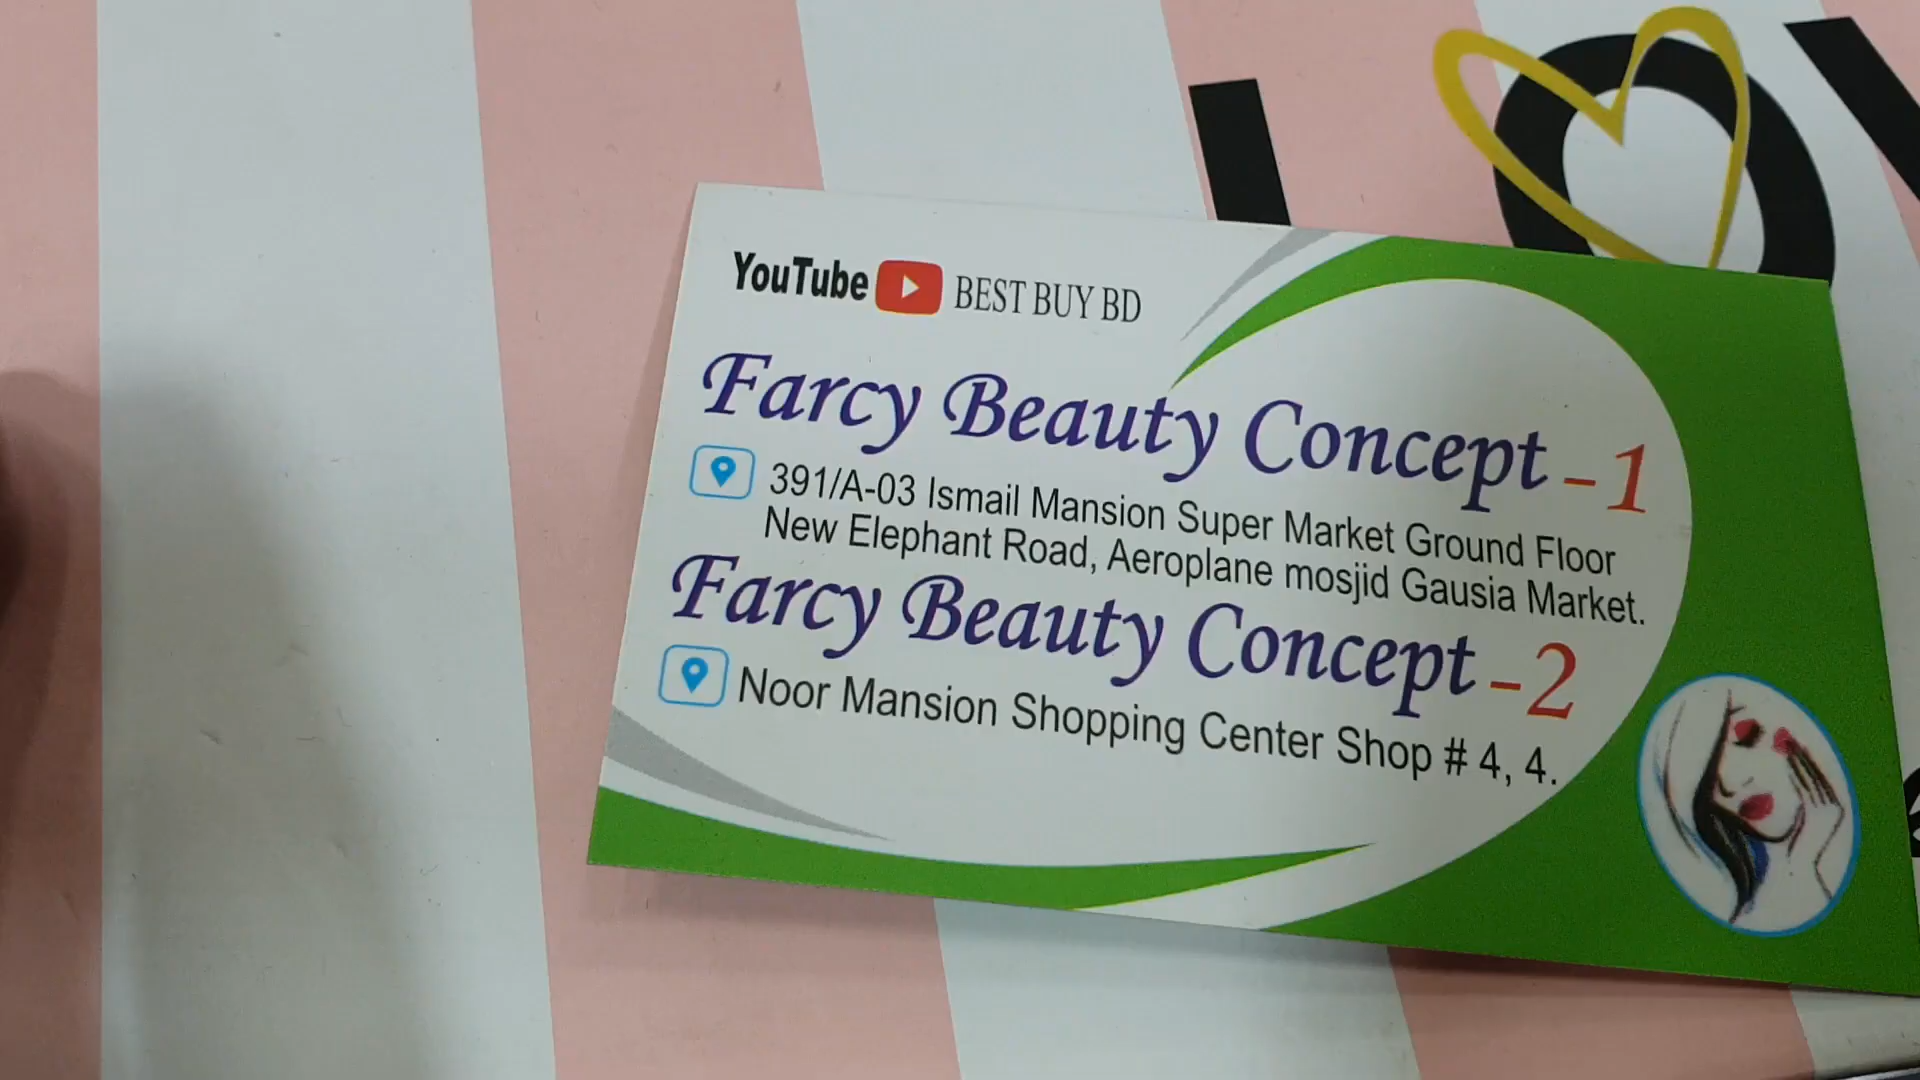 YouTube BEST BUY BD
Farcy Beauty Concept - 1
391/A-03 Ismail Mansion Super Market Ground Floor
New Elephant Road, Aeroplane mosjid Gausia Market.
Farcy Beauty Concept - 2
Noor Mansion Shopping Center Shop # 4, 4.